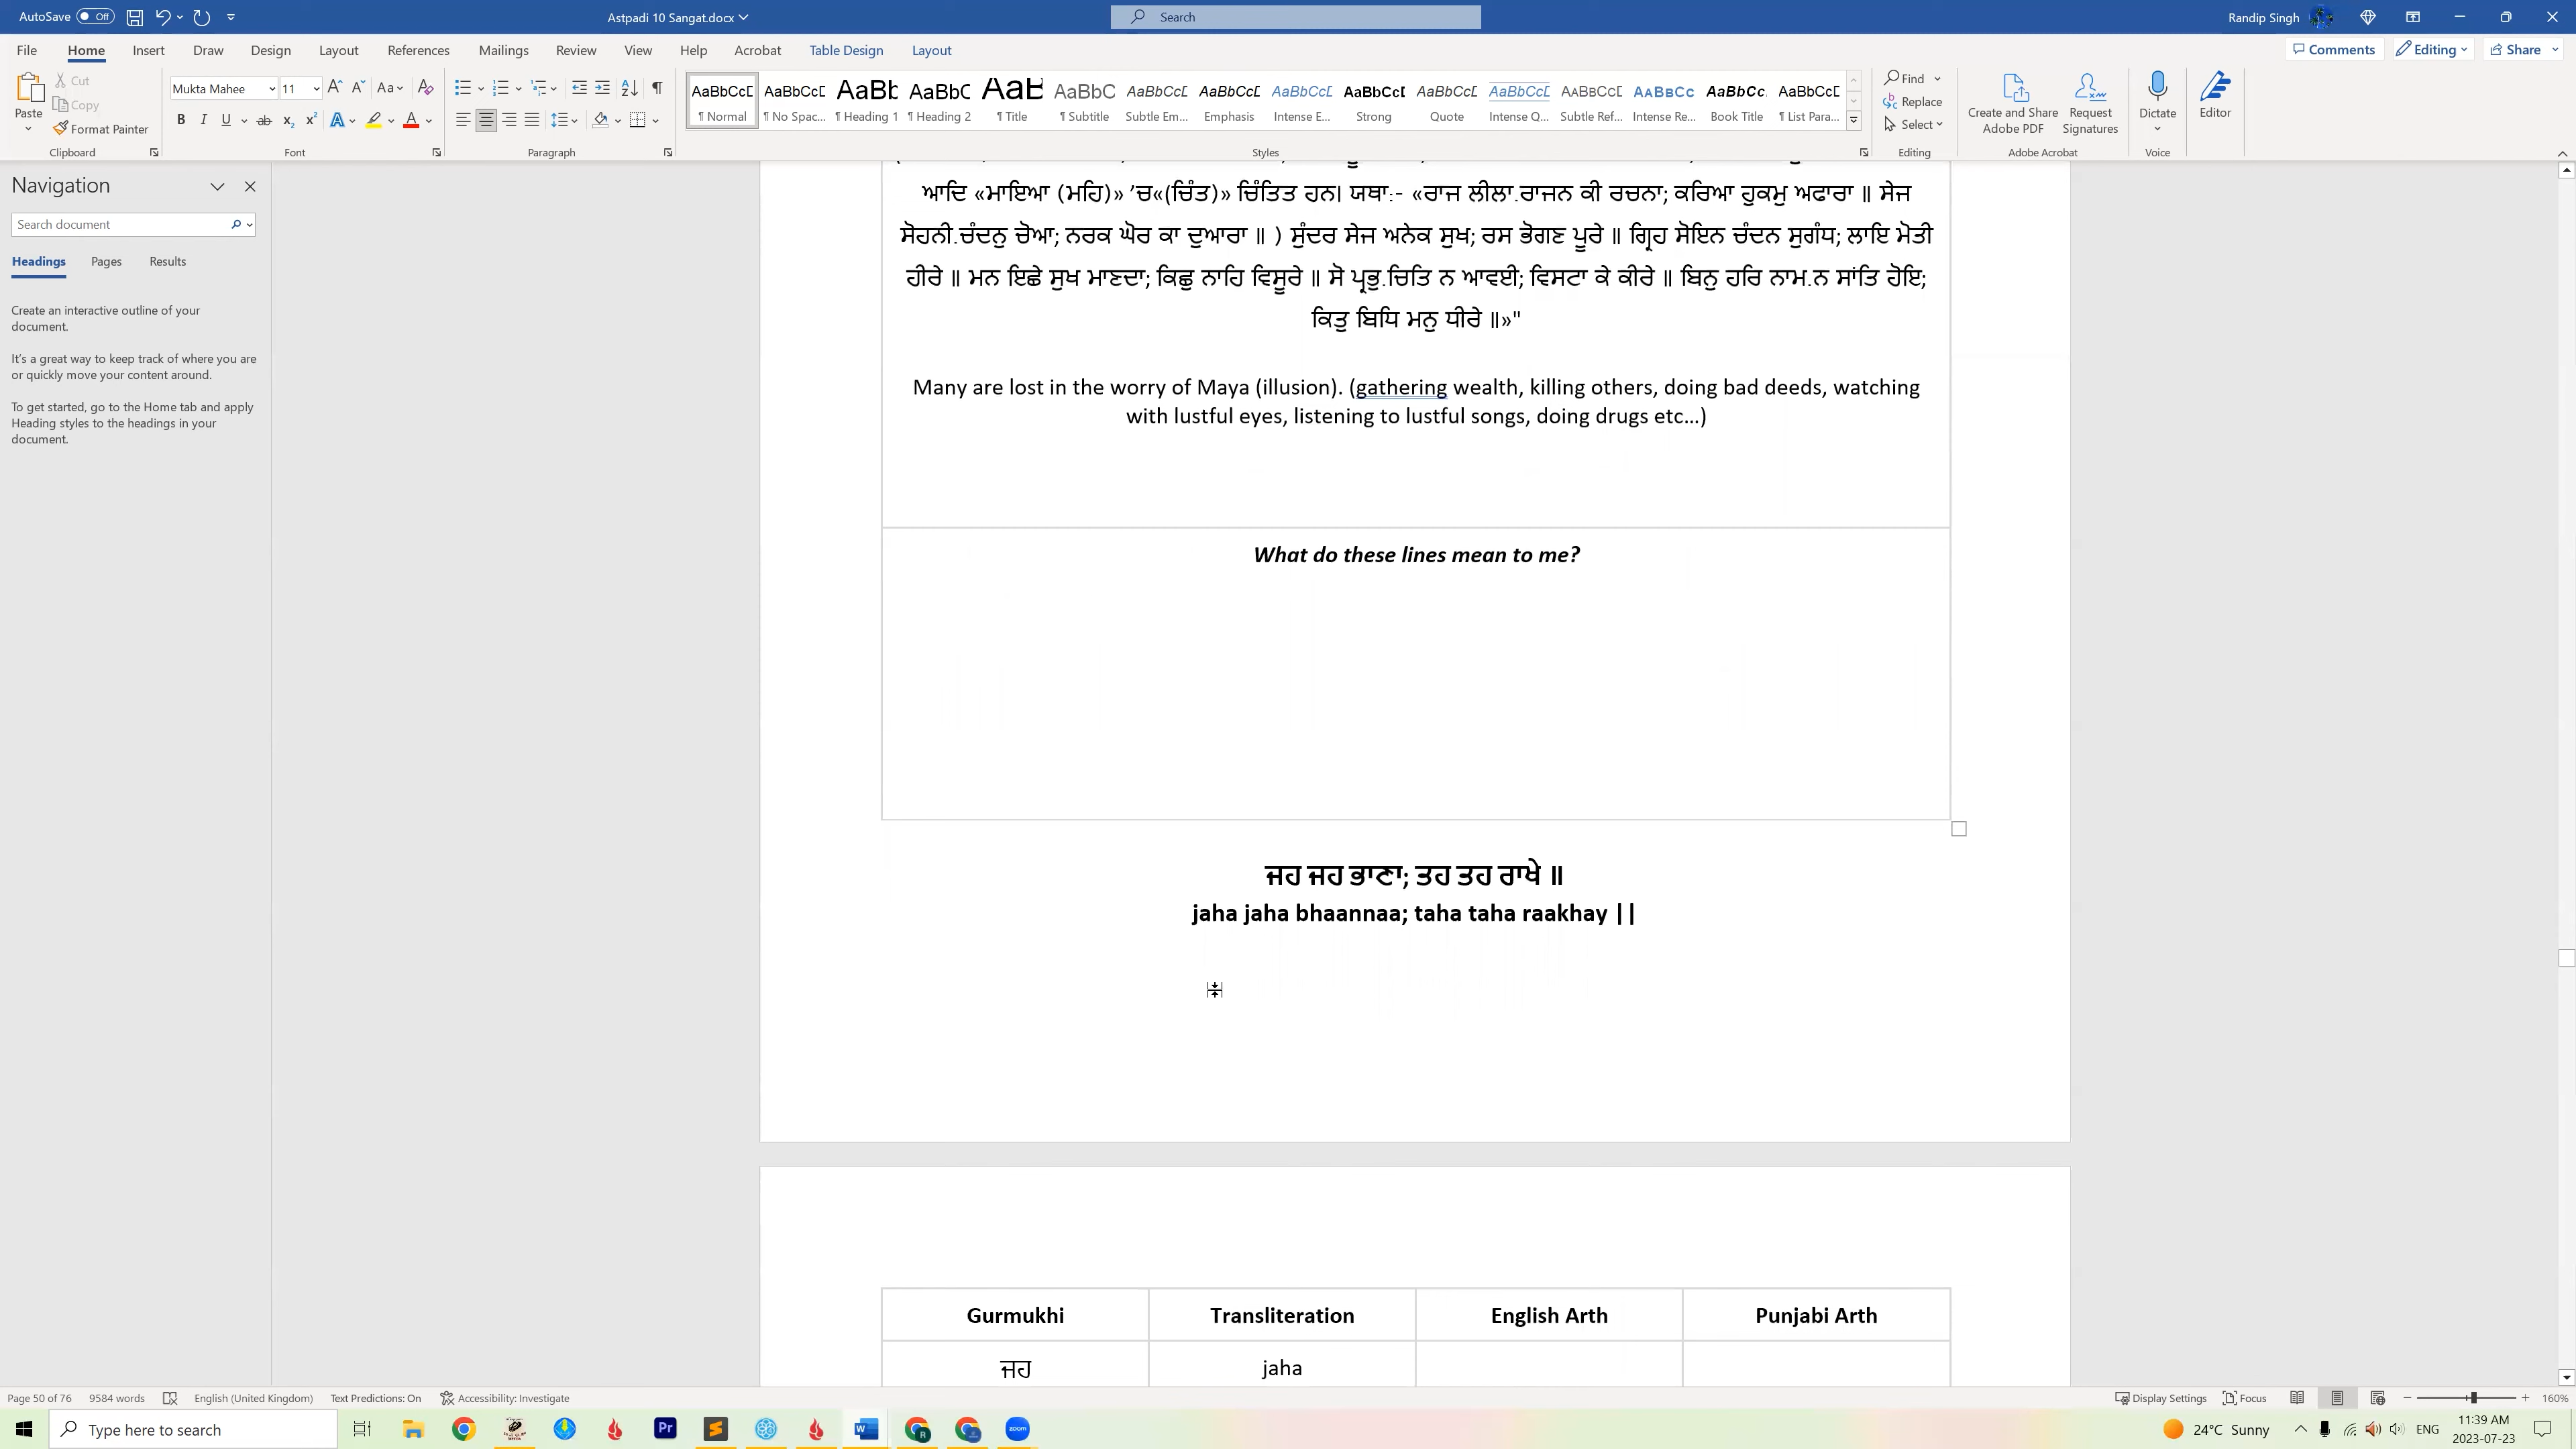 AutoSave Off
Astpadi 10 Sangat.docx
Search
Randip Singh
File Home Insert Draw Design Layout References Mailings Review View Help Acrobat Table Design Layout
Comments Editing Share
Paste
Cut
Copy
Format Painter
Mukta Mahee 11
AaBbCcD AaBbCcD AaBb AaBbC AaB AaBbC AaBbCcD AaBbCcD AaBbCcD AaBbCcD AaBbCcD AaBbCcD AaBbCcD AaBbCc AaBbCc AaBbCcD
¶ Normal ¶ No Spac... ¶ Heading 1 ¶ Heading 2 ¶ Title ¶ Subtitle Subtle Em... Emphasis Intense E... Strong Quote Intense Q... Subtle Ref... Intense Re... Book Title ¶ List Para...
Find
Replace
Select
Create and Share Adobe PDF
Request Signatures
Dictate
Editor
Clipboard Font Paragraph Styles Editing Adobe Acrobat Voice
Navigation
Search document
Headings Pages Results
Create an interactive outline of your
document.
It's a great way to keep track of where you are
or quickly move your content around.
To get started, go to the Home tab and apply
Heading styles to the headings in your
document.
ਆਦਿ «ਮਾਇਆ (ਮਹਿ)» ’ਚ«(ਚਿੰਤ)» ਚਿੰਤਿਤ ਹਨ। ਯਥਾ:- «ਰਾਜ ਲੀਲਾ.ਰਾਜਨ ਕੀ ਰਚਨਾ; ਕਰਿਆ ਹੁਕਮੁ ਅਫਾਰਾ ॥ ਸੇਜ
ਸੋਹਨੀ.ਚੰਦਨੁ ਚੋਆ; ਨਰਕ ਘੋਰ ਕਾ ਦੁਆਰਾ ॥ ) ਸੁੰਦਰ ਸੇਜ ਅਨੇਕ ਸੁਖ; ਰਸ ਭੋਗਣ ਪੂਰੇ ॥ ਗ੍ਰਿਹ ਸੋਇਨ ਚੰਦਨ ਸੁਗੰਧ; ਲਾਇ ਮੋਤੀ
ਹੀਰੇ ॥ ਮਨ ਇਛੇ ਸੁਖ ਮਾਣਦਾ; ਕਿਛੁ ਨਾਹਿ ਵਿਸੂਰੇ ॥ ਸੋ ਪ੍ਰਭੁ.ਚਿਤਿ ਨ ਆਵਈ; ਵਿਸਟਾ ਕੇ ਕੀਰੇ ॥ ਬਿਨੁ ਹਰਿ ਨਾਮ.ਨ ਸਾਂਤਿ ਹੋਇ;
ਕਿਤੁ ਬਿਧਿ ਮਨੁ ਧੀਰੇ ॥»"
Many are lost in the worry of Maya (illusion). (gathering wealth, killing others, doing bad deeds, watching
with lustful eyes, listening to lustful songs, doing drugs etc…)
What do these lines mean to me?
ਜਹ ਜਹ ਭਾਣਾ; ਤਹ ਤਹ ਰਾਖੇ ॥
jaha jaha bhaannaa; taha taha raakhay ||
Gurmukhi Transliteration English Arth Punjabi Arth
ਜਹ jaha
Page 50 of 76 9584 words English (United Kingdom) Text Predictions: On Accessibility: Investigate
Display Settings Focus 160%
Type here to search
24°C Sunny
ENG
11:39 AM
2023-07-23